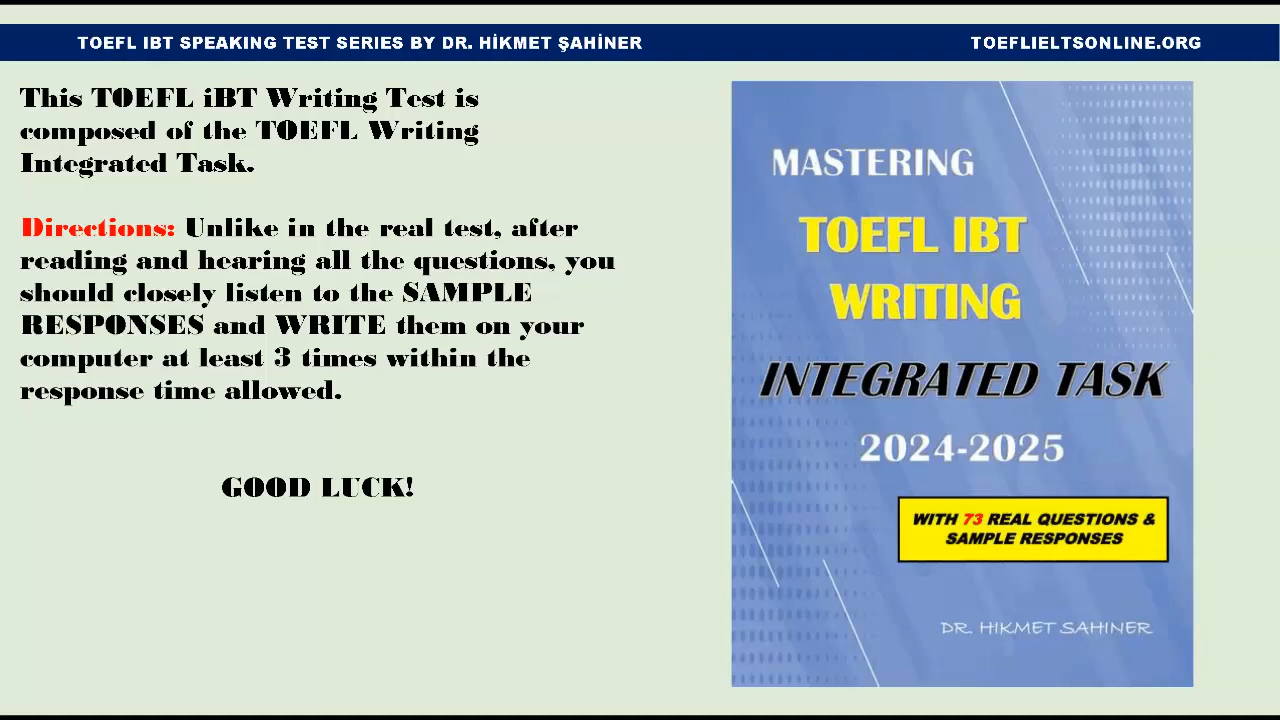 TOEFL IBT SPEAKING TEST SERIES BY DR. HİKMET ŞAHİNER
TOEFLIELTSONLINE.ORG
This TOEFL iBT Writing Test is
composed of the TOEFL Writing
Integrated Task.
Directions: Unlike in the real test, after
reading and hearing all the questions, you
should closely listen to the SAMPLE
RESPONSES and WRITE them on your
computer at least 3 times within the
response time allowed.
GOOD LUCK!
MASTERING
TOEFL IBT
WRITING
INTEGRATED TASK
2024-2025
WITH 73 REAL QUESTIONS &
SAMPLE RESPONSES
DR. HIKMET SAHINER